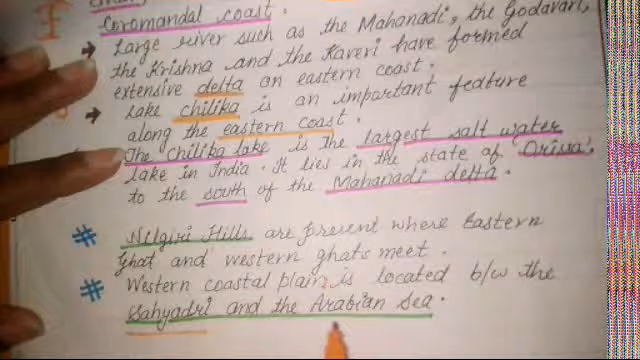 Coromandal coast.
→ Large river such as the Mahanadi, the Godavari,
the Krishna and the Kaveri have formed
extensive delta on eastern coast.
→ Lake chilika is an important feature
along the eastern coast.
The Chilika lake is the largest salt water
lake in India. It lies in the state of
to the south of the Mahanadi delta.
# Nilgiri Hills are present where Eastern
ghat and western ghats meet.
# Western coastal plain is located b/w the
Sahyadri and the Arabian Sea.